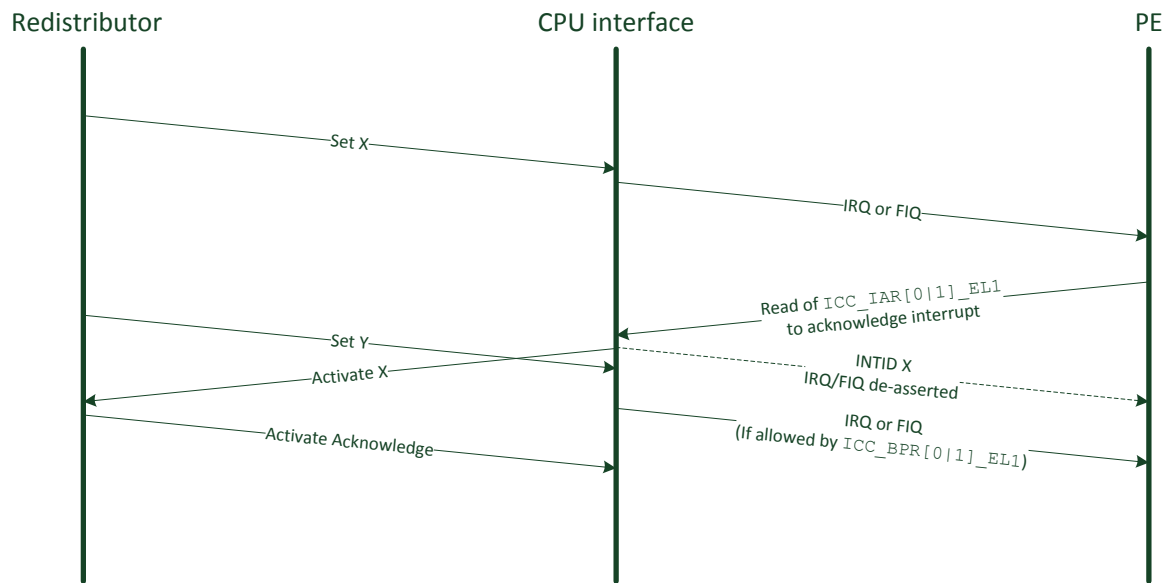 Redistributor
CPU interface
PE
Set X
IRQ or FIQ
Read of ICC_IAR[0|1]_EL1
to acknowledge interrupt
Set Y
Activate X
INTID X
IRQ/FIQ de-asserted
Activate Acknowledge
IRQ or FIQ
(If allowed by ICC_BPR[0|1]_EL1)